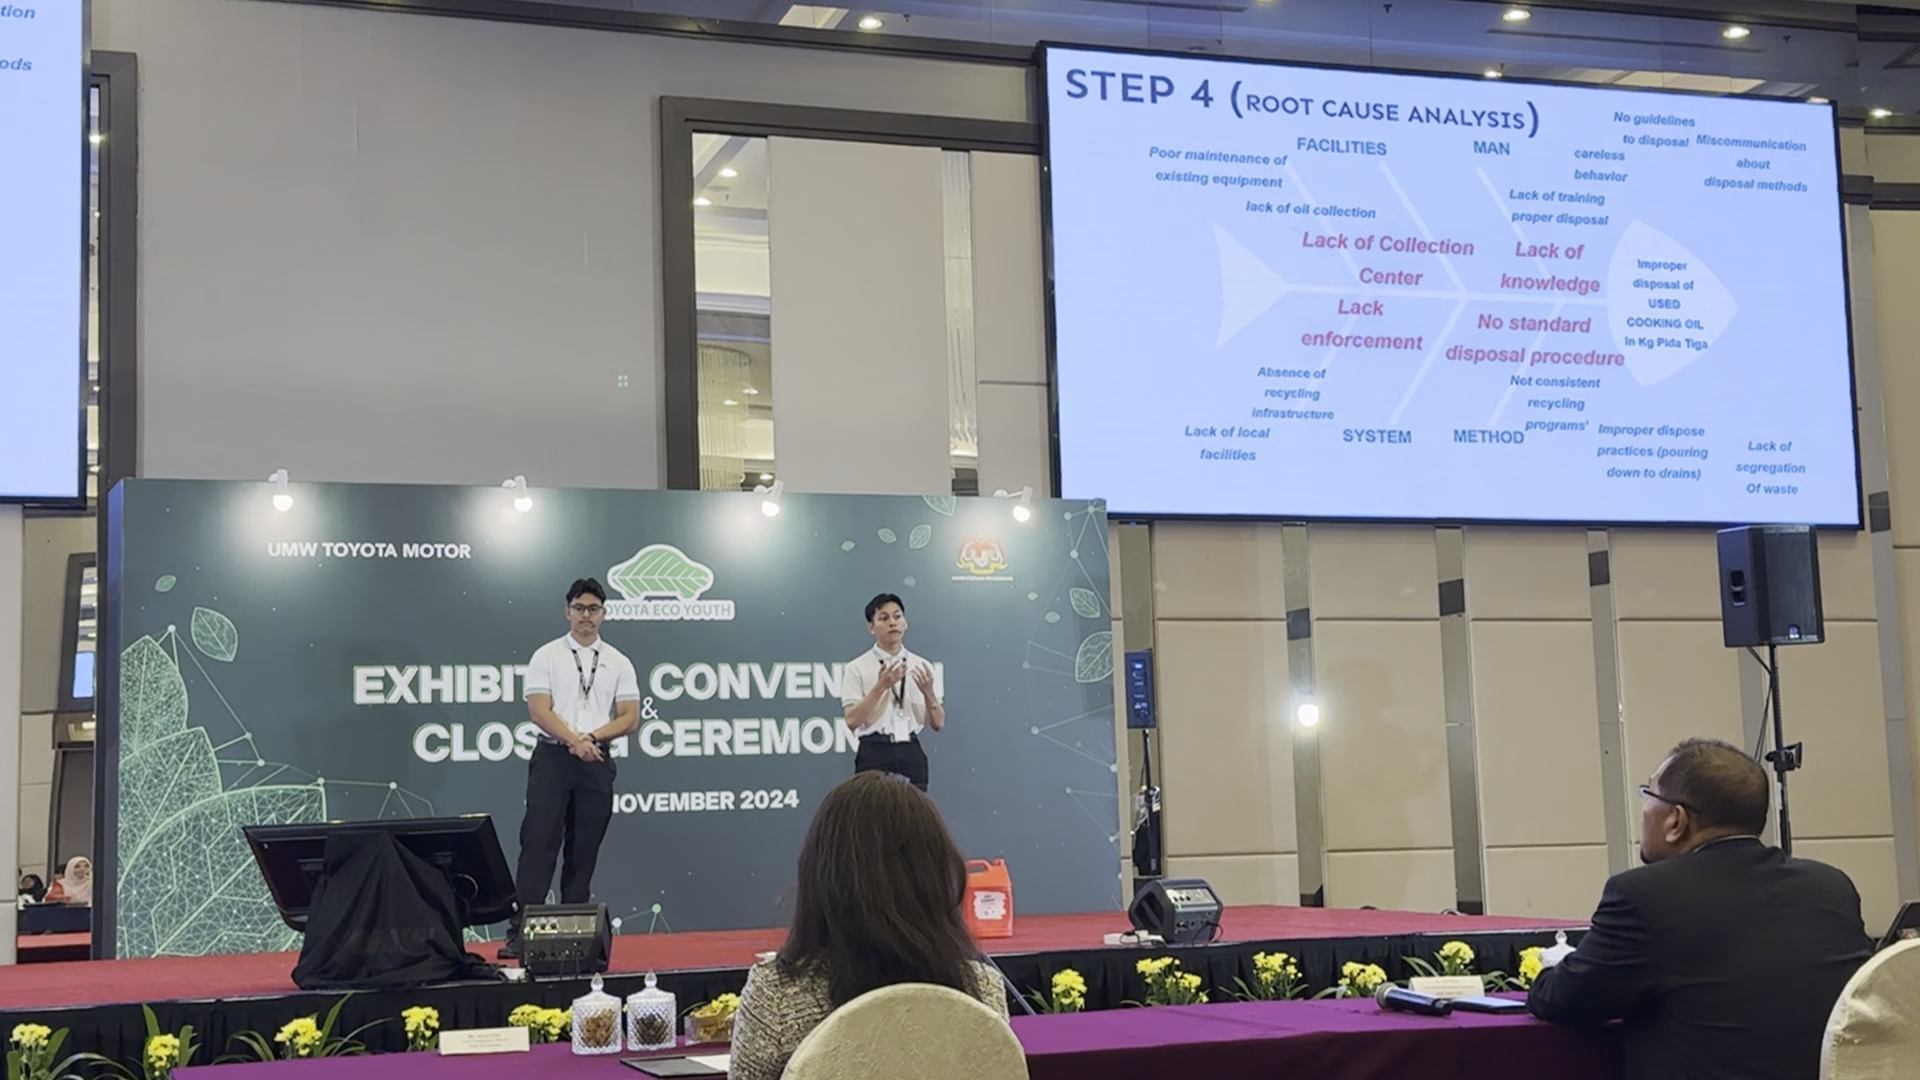 tion
ods
STEP 4 (ROOT CAUSE ANALYSIS)
FACILITIES
MAN
No guidelines
to disposal
Miscommunication
about
disposal methods
careless
behavior
Poor maintenance of
existing equipment
lack of oil collection
Lack of training
proper disposal
Lack of Collection
Center
Lack of
knowledge
Improper
disposal of
USED
COOKING OIL
In Kg Pida Tiga
Lack
enforcement
No standard
disposal procedure
Absence of
recycling
infrastructure
Not consistent
recycling
programs'
Lack of local
facilities
SYSTEM
METHOD
Improper dispose
practices (pouring
down to drains)
Lack of
segregation
Of waste
UMW TOYOTA MOTOR
OYOTA ECO YOUTH
EXHIBIT CONVEN N
&
CLOS G CEREMON
NOVEMBER 2024